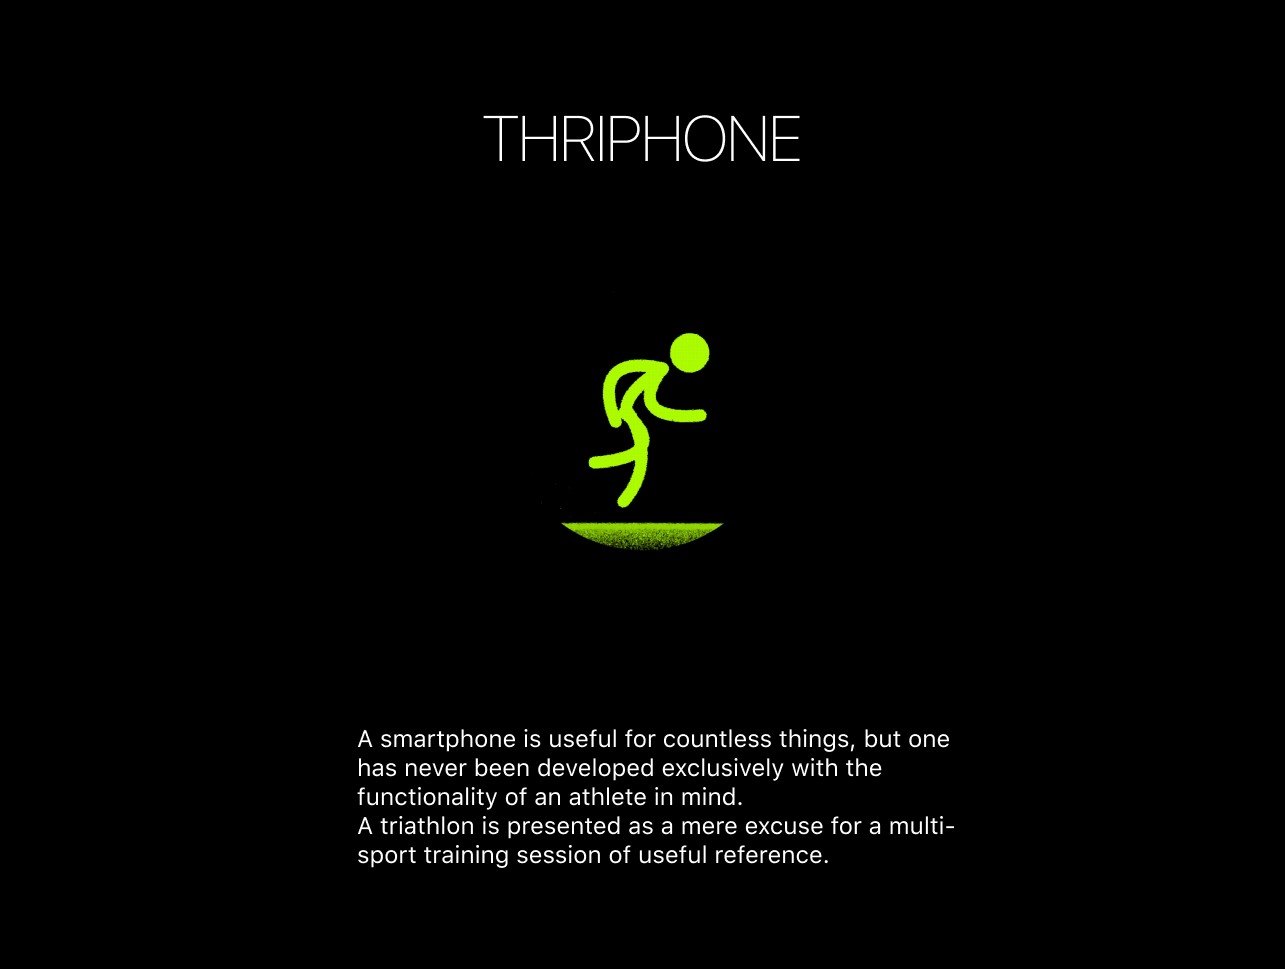 THRIPHONE
A smartphone is useful for countless things, but one
has never been developed exclusively with the
functionality of an athlete in mind.
A triathlon is presented as a mere excuse for a multi-
sport training session of useful reference.